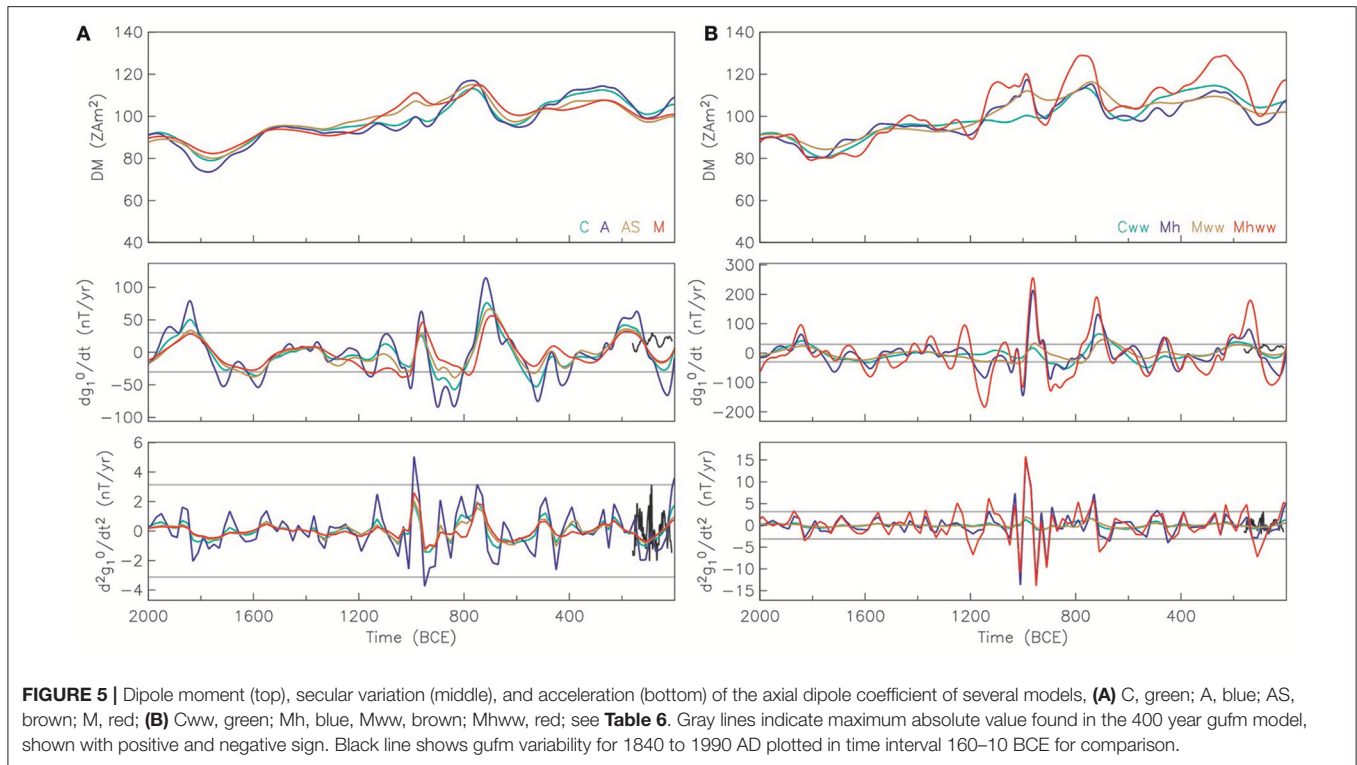 A
140
120
100
80
60
40
DM (ZAm²)
C A AS M
100
50
0
−50
−100
dg₁⁰/dt (nT/yr)
6
4
2
0
−2
−4
d²g₁⁰/dt² (nT/yr)
2000 1600 1200 800 400
Time (BCE)
B
140
120
100
80
60
40
DM (ZAm²)
Cww Mh Mww Mhww
300
200
100
0
−100
−200
dg₁⁰/dt (nT/yr)
15
10
5
0
−5
−10
−15
d²g₁⁰/dt² (nT/yr)
2000 1600 1200 800 400
Time (BCE)
FIGURE 5 | Dipole moment (top), secular variation (middle), and acceleration (bottom) of the axial dipole coefficient of several models, (A) C, green; A, blue; AS,
brown; M, red; (B) Cww, green; Mh, blue, Mww, brown; Mhww, red; see Table 6. Gray lines indicate maximum absolute value found in the 400 year gufm model,
shown with positive and negative sign. Black line shows gufm variability for 1840 to 1990 AD plotted in time interval 160–10 BCE for comparison.